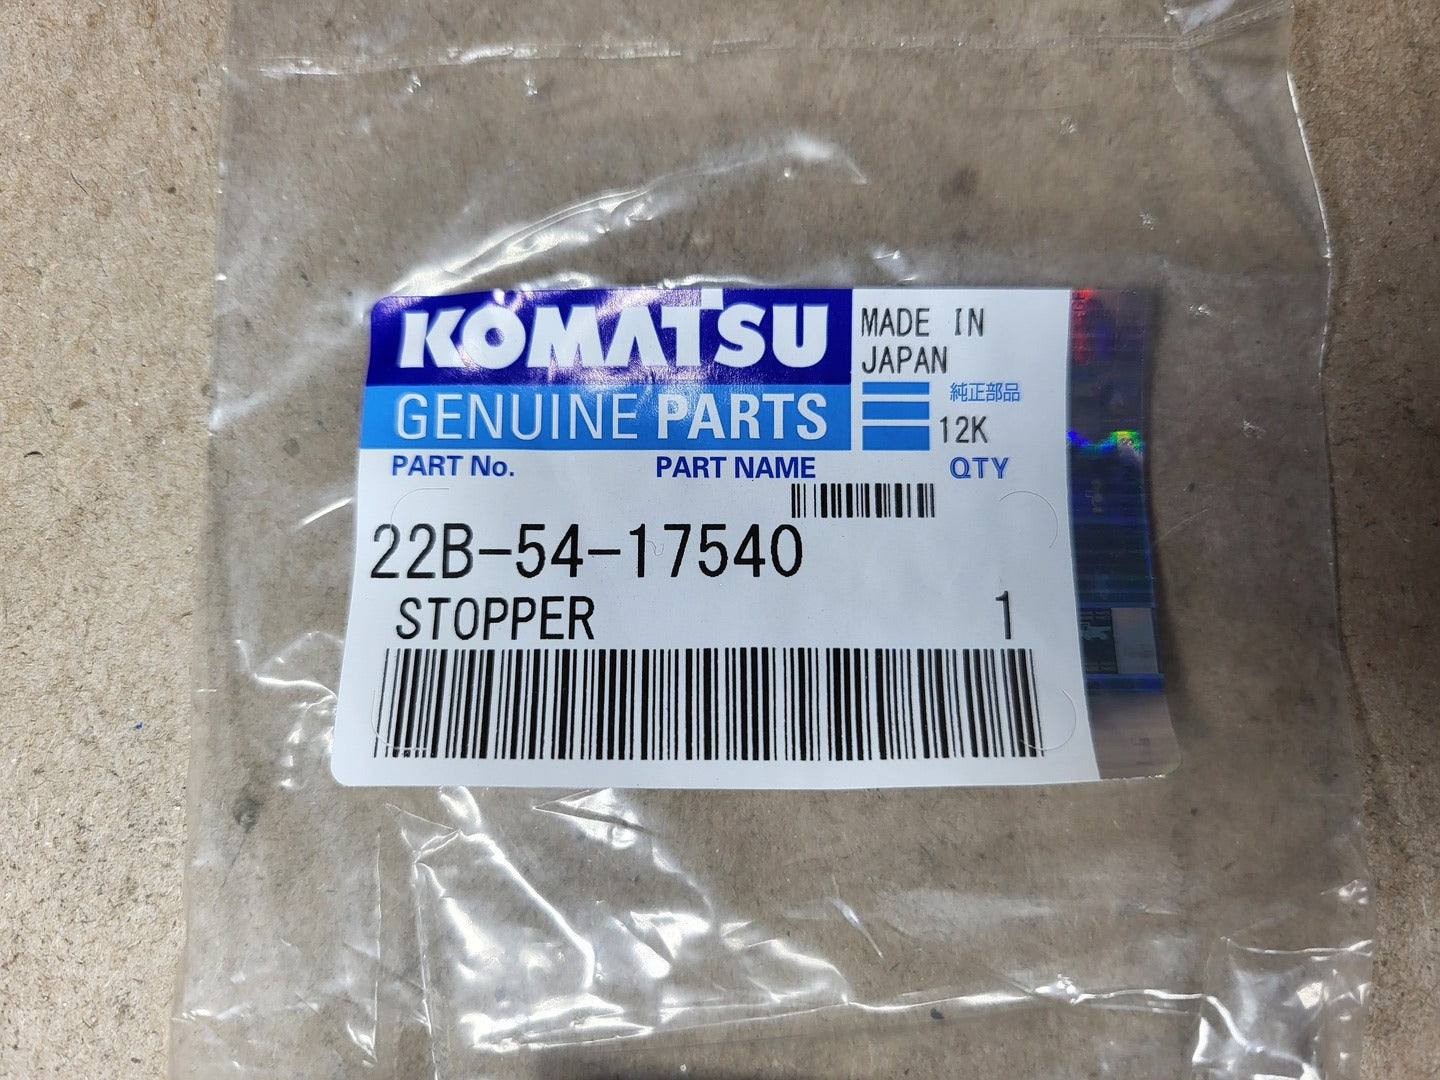 KOMATSU
GENUINE PARTS
MADE IN
JAPAN
純正部品
12K
PART No.
PART NAME
QTY
22B-54-17540
STOPPER
1